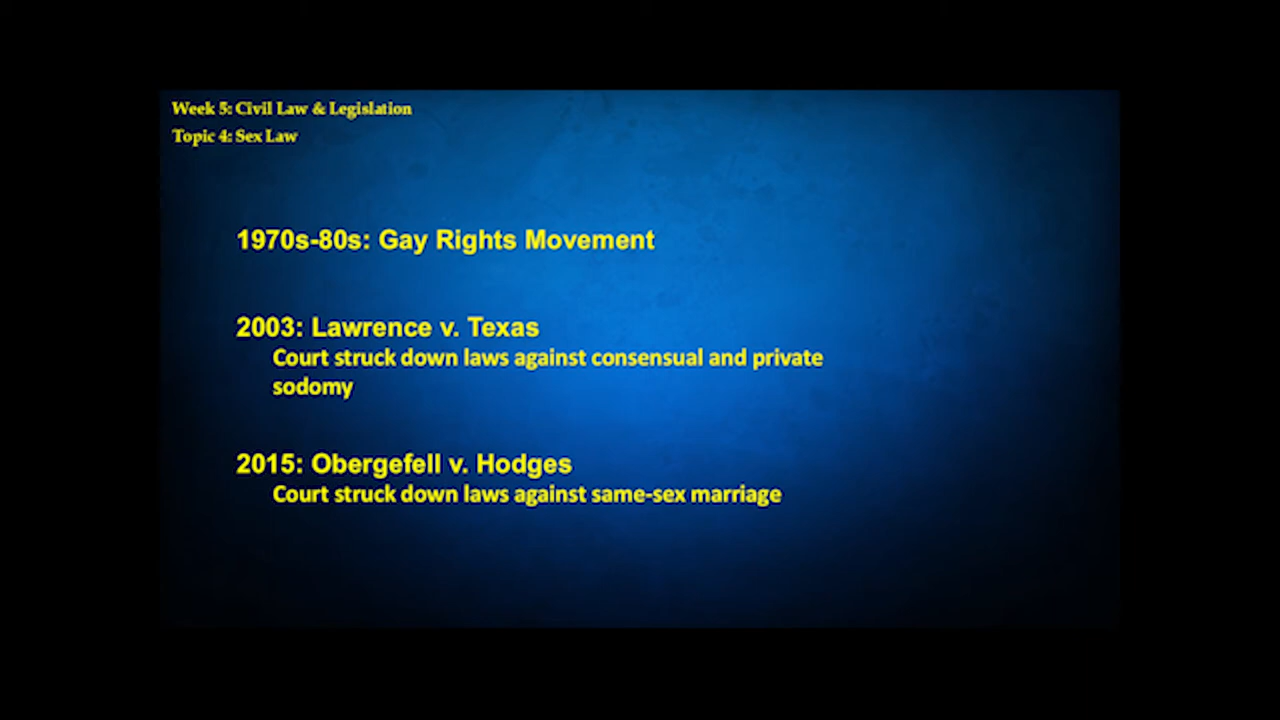 Week 5: Civil Law & Legislation
Topic 4: Sex Law
1970s-80s: Gay Rights Movement
2003: Lawrence v. Texas
Court struck down laws against consensual and private
sodomy
2015: Obergefell v. Hodges
Court struck down laws against same-sex marriage